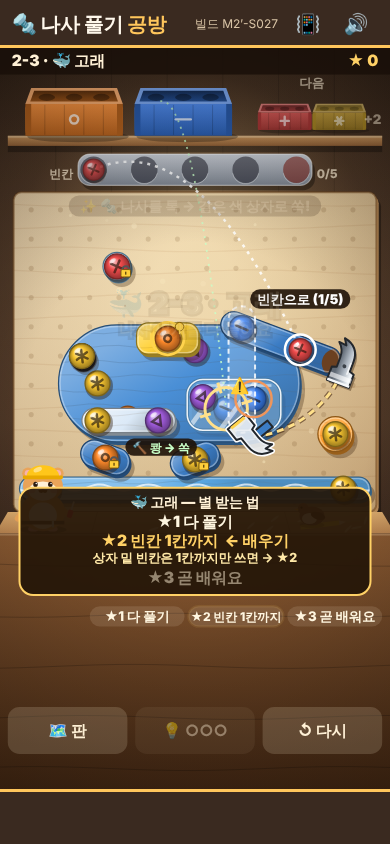 🔩 나사 풀기 공방 빌드 M2'-S027 📳 🔊
2-3 · 🐳 고래 ★ 0
다음
+2
빈칸 0/5
빈칸으로 (1/5)
🔨 쾅 → 쏙
🐳 고래 — 별 받는 법
★1 다 풀기
★2 빈칸 1칸까지 ← 배우기
상자 밑 빈칸은 1칸까지만 쓰면 → ★2
★3 곧 배워요
★1 다 풀기 ★2 빈칸 1칸까지 ★3 곧 배워요
🗺️ 판 💡 ○○○ ↺ 다시